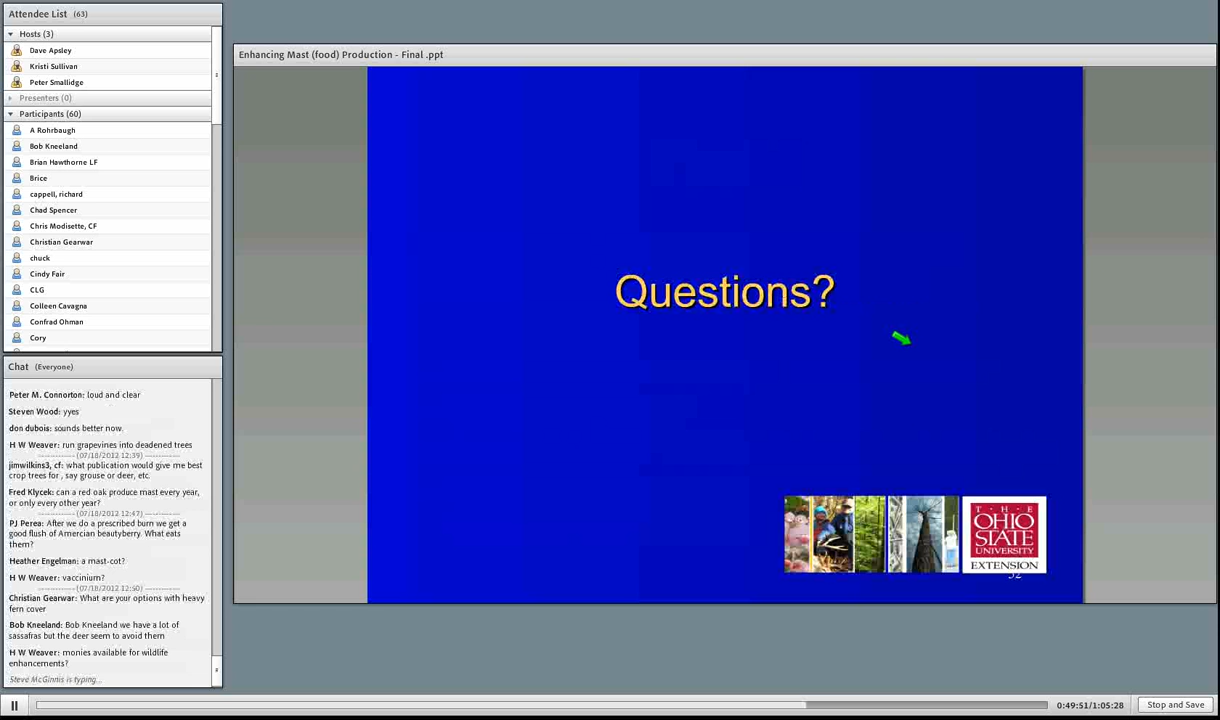 Attendee List (63)
Hosts (3)
Dave Apsley
Kristi Sullivan
Peter Smallidge
Presenters (0)
Participants (60)
A Rohrbaugh
Bob Kneeland
Brian Hawthorne LF
Brice
cappell, richard
Chad Spencer
Chris Modisette, CF
Christian Gearwar
chuck
Cindy Fair
CLG
Colleen Cavagna
Confrad Ohman
Cory
Chat (Everyone)
Peter M. Connorton: loud and clear
Steven Wood: yyes
don dubois: sounds better now.
H W Weaver: run grapevines into deadened trees
------------- (07/18/2012 12:39) -------------
jimwilkins3, cf: what publication would give me best
crop trees for , say grouse or deer, etc.
Fred Klycek: can a red oak produce mast every year,
or only every other year?
------------- (07/18/2012 12:47) -------------
PJ Perea: After we do a prescribed burn we get a
good flush of Amercian beautyberry. What eats
them?
Heather Engelman: a mast-cot?
H W Weaver: vaccinium?
------------- (07/18/2012 12:50) -------------
Christian Gearwar: What are your options with heavy
fern cover
Bob Kneeland: Bob Kneeland we have a lot of
sassafras but the deer seem to avoid them
H W Weaver: monies available for wildlife
enhancements?
Steve McGinnis is typing...
Enhancing Mast (food) Production - Final .ppt
Questions?
T·H·E
OHIO
STATE
UNIVERSITY
EXTENSION
52
0:49:51/1:05:28
Stop and Save